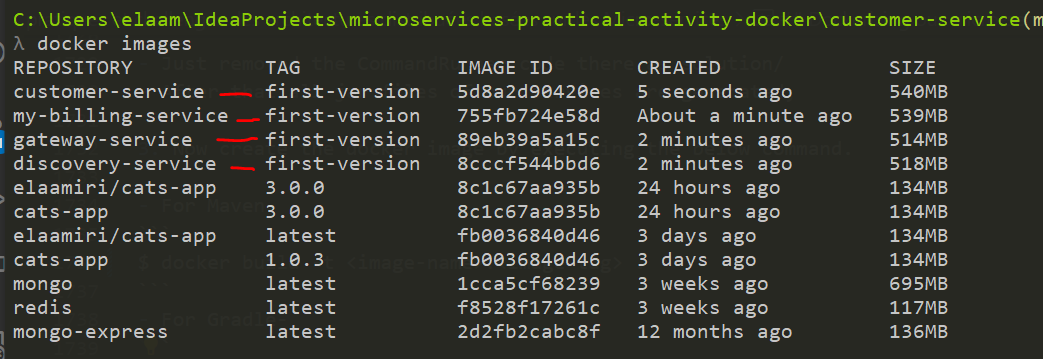 C:\Users\elaam\IdeaProjects\microservices-practical-activity-docker\customer-service(m
λ docker images
REPOSITORY TAG IMAGE ID CREATED SIZE
customer-service first-version 5d8a2d90420e 5 seconds ago 540MB
my-billing-service first-version 755fb724e58d About a minute ago 539MB
gateway-service first-version 89eb39a5a15c 2 minutes ago 514MB
discovery-service first-version 8cccf544bbd6 2 minutes ago 518MB
elaamiri/cats-app 3.0.0 8c1c67aa935b 24 hours ago 134MB
cats-app 3.0.0 8c1c67aa935b 24 hours ago 134MB
elaamiri/cats-app latest fb0036840d46 3 days ago 134MB
cats-app 1.0.3 fb0036840d46 3 days ago 134MB
mongo latest 1cca5cf68239 3 weeks ago 695MB
redis latest f8528f17261c 3 weeks ago 117MB
mongo-express latest 2d2fb2cabc8f 12 months ago 136MB